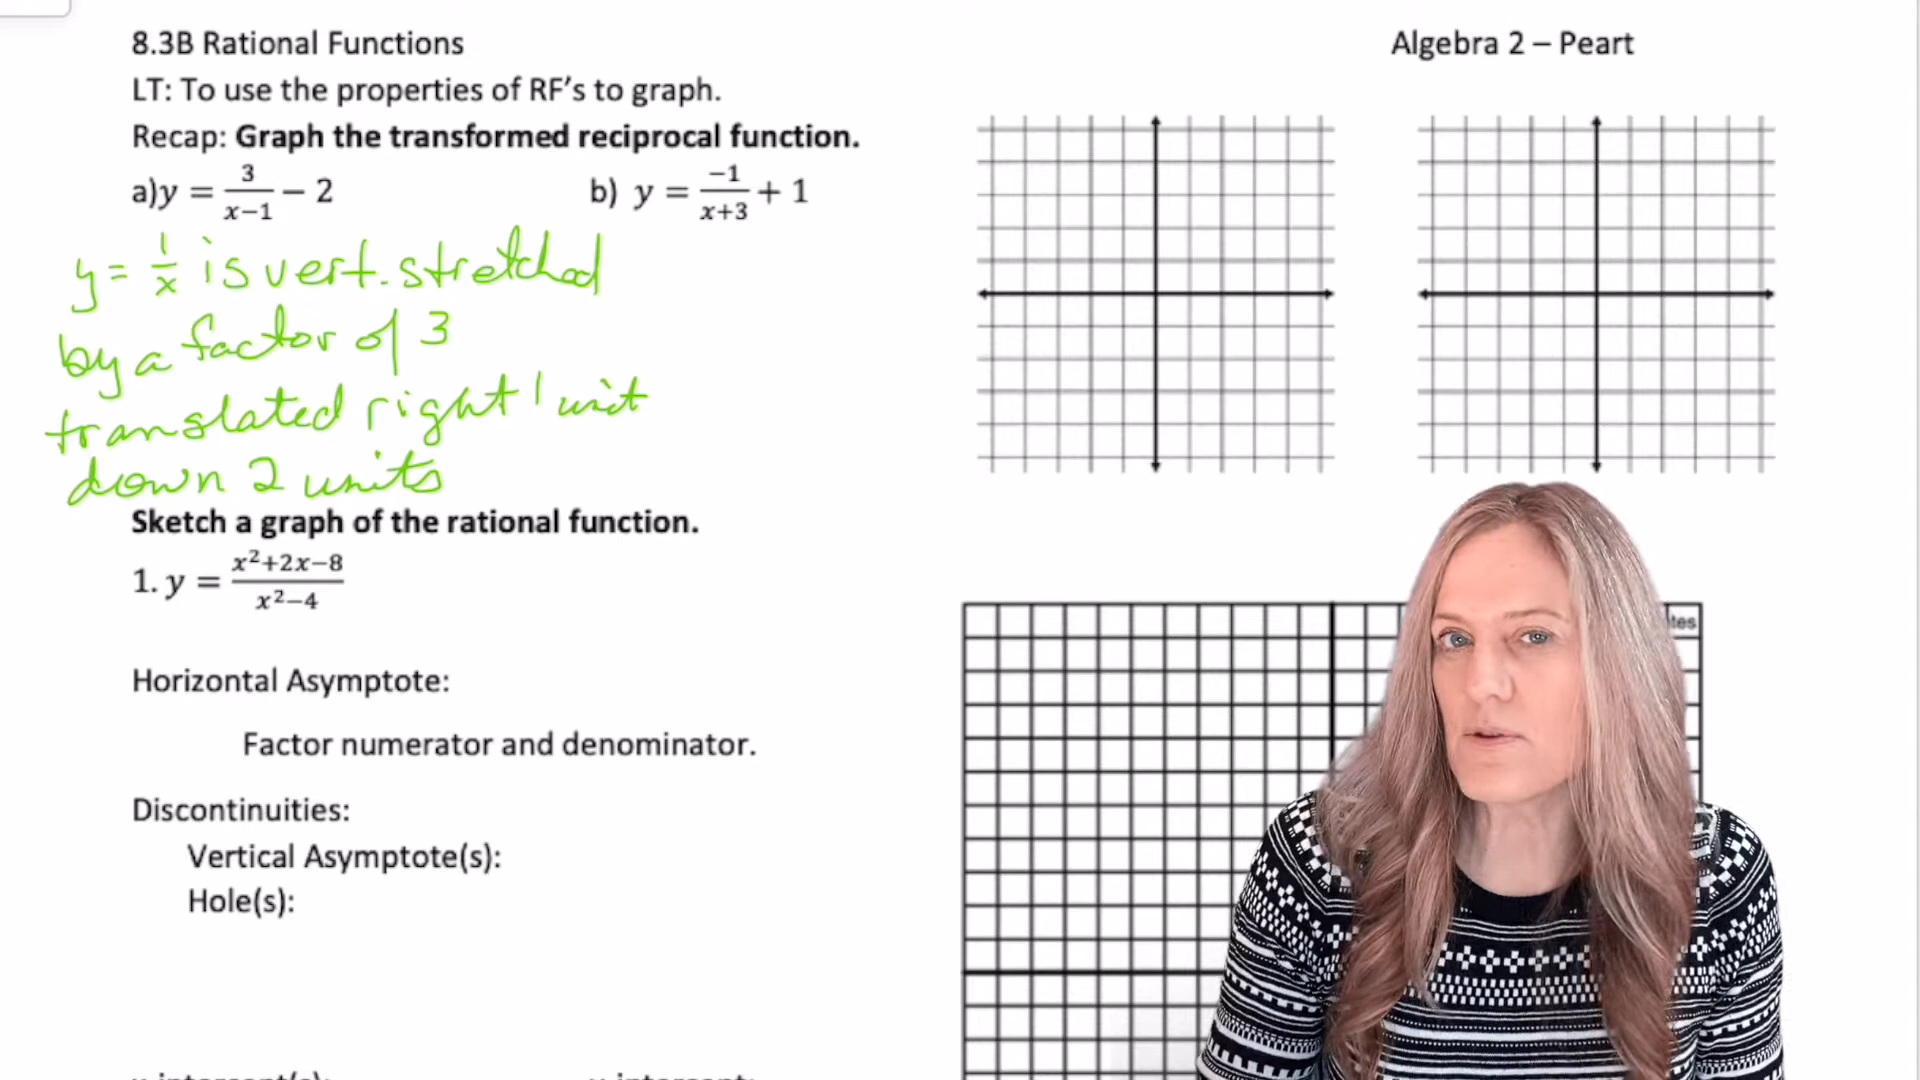 8.3B Rational Functions
Algebra 2 – Peart
LT: To use the properties of RF's to graph.
Recap: Graph the transformed reciprocal function.
a)y = 3/(x−1) − 2
b) y = −1/(x+3) + 1
y = 1/x is vert. stretched
by a factor of 3
translated right 1 unit
down 2 units
Sketch a graph of the rational function.
1. y = (x²+2x−8)/(x²−4)
Horizontal Asymptote:
Factor numerator and denominator.
Discontinuities:
Vertical Asymptote(s):
Hole(s):